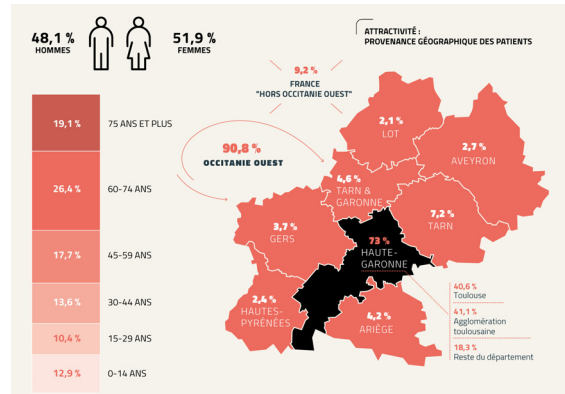 48,1 %
HOMMES
51,9 %
FEMMES
ATTRACTIVITÉ :
PROVENANCE GÉOGRAPHIQUE DES PATIENTS
19,1 %
75 ANS ET PLUS
26,4 %
60-74 ANS
17,7 %
45-59 ANS
13,6 %
30-44 ANS
10,4 %
15-29 ANS
12,9 %
0-14 ANS
9,2 %
FRANCE
"HORS OCCITANIE OUEST"
90,8 %
OCCITANIE OUEST
2,1 %
LOT
2,7 %
AVEYRON
4,6 %
TARN &
GARONNE
7,2 %
TARN
3,7 %
GERS
73 %
HAUTE-
GARONNE
2,4 %
HAUTES-
PYRÉNÉES
4,2 %
ARIÈGE
40,6 %
Toulouse
41,1 %
Agglomération
toulousaine
18,3 %
Reste du département